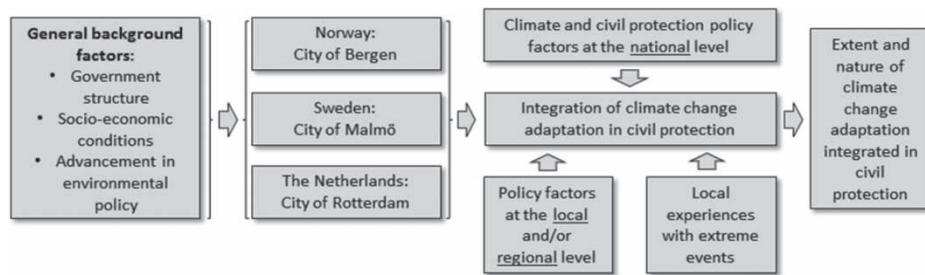 General background
factors:
• Government
structure
• Socio-economic
conditions
• Advancement in
environmental
policy
Norway:
City of Bergen
Sweden:
City of Malmö
The Netherlands:
City of Rotterdam
Climate and civil protection policy
factors at the national level
Integration of climate change
adaptation in civil protection
Policy factors
at the local
and/or
regional level
Local
experiences
with extreme
events
Extent and
nature of
climate
change
adaptation
integrated in
civil
protection